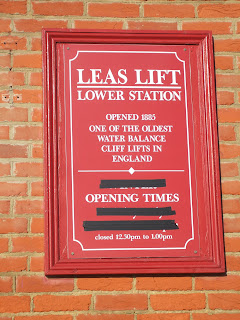 LEAS LIFT
LOWER STATION
OPENED 1885
ONE OF THE OLDEST
WATER BALANCE
CLIFF LIFTS IN
ENGLAND
OPENING TIMES
closed 12.30pm to 1.00pm